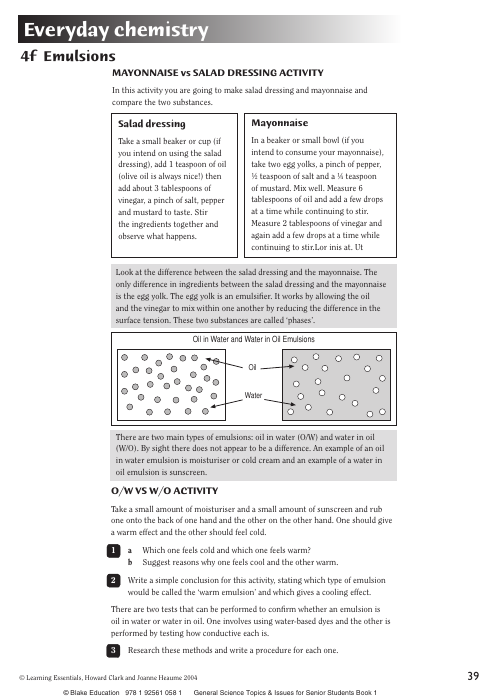 Everyday chemistry
4f Emulsions
MAYONNAISE vs SALAD DRESSING ACTIVITY
In this activity you are going to make salad dressing and mayonnaise and
compare the two substances.
Salad dressing
Take a small beaker or cup (if
you intend on using the salad
dressing), add 1 teaspoon of oil
(olive oil is always nice!) then
add about 3 tablespoons of
vinegar, a pinch of salt, pepper
and mustard to taste. Stir
the ingredients together and
observe what happens.
Mayonnaise
In a beaker or small bowl (if you
intend to consume your mayonnaise),
take two egg yolks, a pinch of pepper,
½ teaspoon of salt and a ¼ teaspoon
of mustard. Mix well. Measure 6
tablespoons of oil and add a few drops
at a time while continuing to stir.
Measure 2 tablespoons of vinegar and
again add a few drops at a time while
continuing to stir.Lor inis at. Ut
Look at the difference between the salad dressing and the mayonnaise. The
only difference in ingredients between the salad dressing and the mayonnaise
is the egg yolk. The egg yolk is an emulsifier. It works by allowing the oil
and the vinegar to mix within one another by reducing the difference in the
surface tension. These two substances are called 'phases'.
Oil in Water and Water in Oil Emulsions
Oil
Water
There are two main types of emulsions: oil in water (O/W) and water in oil
(W/O). By sight there does not appear to be a difference. An example of an oil
in water emulsion is moisturiser or cold cream and an example of a water in
oil emulsion is sunscreen.
O/W VS W/O ACTIVITY
Take a small amount of moisturiser and a small amount of sunscreen and rub
one onto the back of one hand and the other on the other hand. One should give
a warm effect and the other should feel cold.
1 a Which one feels cold and which one feels warm?
b Suggest reasons why one feels cool and the other warm.
2 Write a simple conclusion for this activity, stating which type of emulsion
would be called the 'warm emulsion' and which gives a cooling effect.
There are two tests that can be performed to confirm whether an emulsion is
oil in water or water in oil. One involves using water-based dyes and the other is
performed by testing how conductive each is.
3 Research these methods and write a procedure for each one.
© Learning Essentials, Howard Clark and Joanne Heaume 2004
39
© Blake Education 978 1 92561 058 1 General Science Topics & Issues for Senior Students Book 1